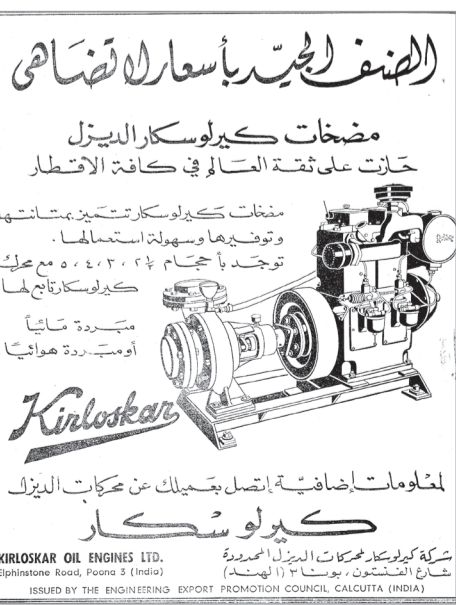 الصنف الجيّد بأسعار لا تضاهى
مضخات كيرلوسكار الديزل
حازت على ثقة العالم في كافة الاقطار
مضخات كيرلوسكار تتميز بمتانتها
وتوفيرها وسهولة استعمالها.
توجد بأحجام ½٢، ٣، ٤، ٥ مع محرك
كيرلوسكار تابع لها
مبردة مائياً
أو مبردة هوائيا
Kirloskar
لمعلومات إضافية إتصل بعميلك عن محركات الديزل
كيرلوسكار
شركة كيرلوسكار لمحركات الديزل المحدودة
شارع الفنستون، بونا ٣ (الهند)
KIRLOSKAR OIL ENGINES LTD.
Elphinstone Road, Poona 3 (India)
ISSUED BY THE ENGINEERING EXPORT PROMOTION COUNCIL, CALCUTTA (INDIA)